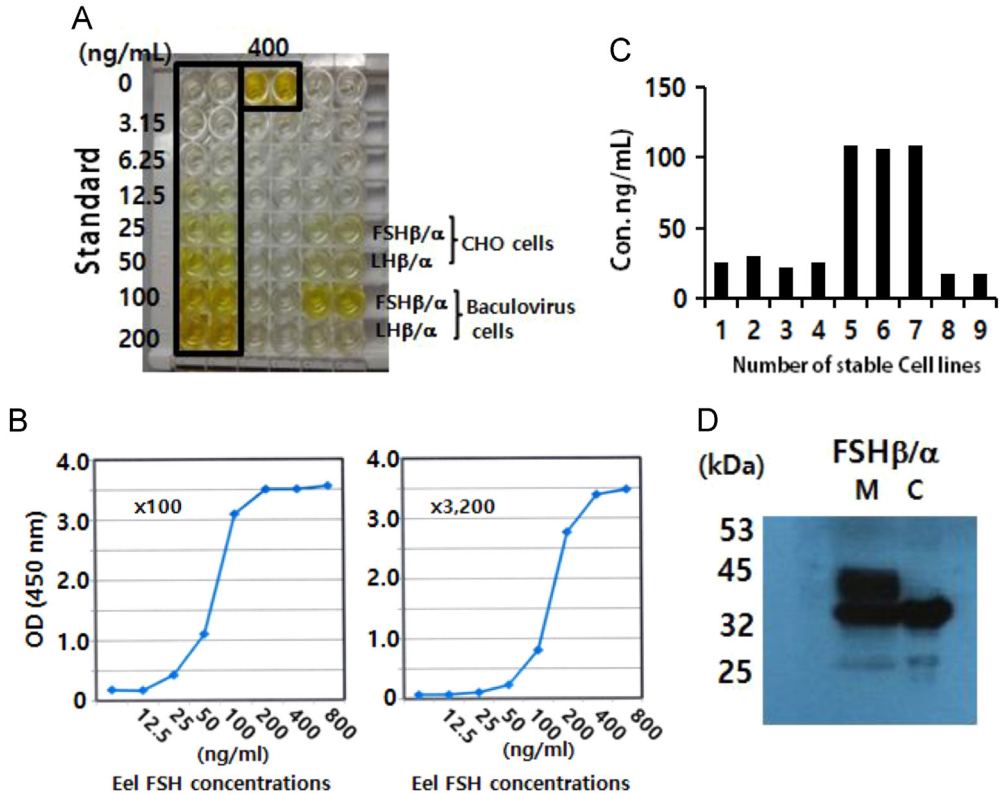 A
(ng/mL)
400
Standard
0
3.15
6.25
12.5
25
50
100
200
FSHβ/α
LHβ/α
CHO cells
FSHβ/α
LHβ/α
Baculovirus
cells
B
OD (450 nm)
4.0
3.0
2.0
1.0
0
x100
12.5
25
50
100
200
400
800
(ng/ml)
Eel FSH concentrations
4.0
3.0
2.0
1.0
0
x3,200
12.5
25
50
100
200
400
800
(ng/ml)
Eel FSH concentrations
C
Con. ng/mL)
150
100
50
0
1 2 3 4 5 6 7 8 9
Number of stable Cell lines
D
(kDa)
FSHβ/α
M C
53
45
32
25